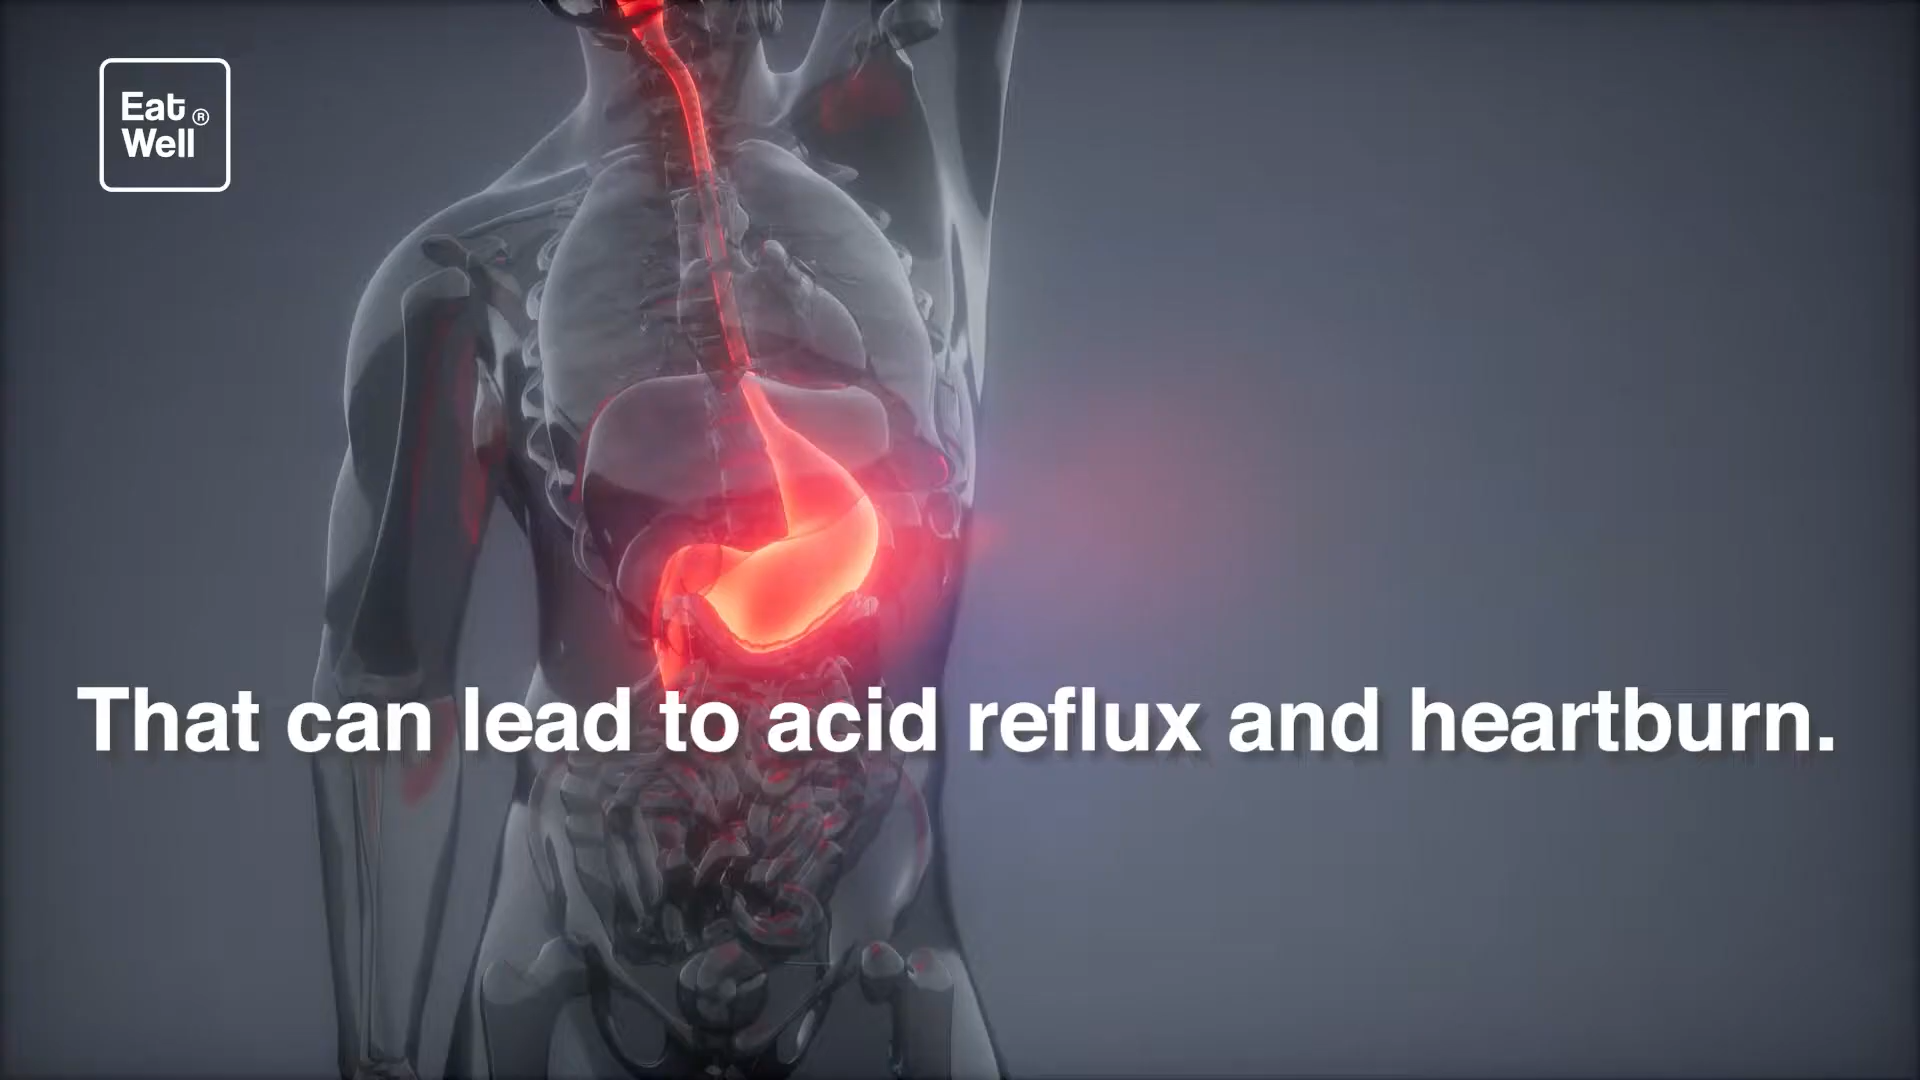 Eat ®
Well
That can lead to acid reflux and heartburn.